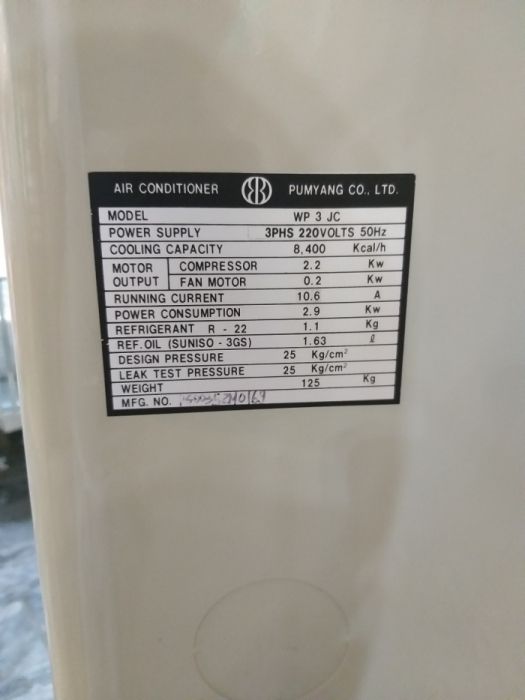 AIR CONDITIONER PUMYANG CO., LTD.
MODEL WP 3 JC
POWER SUPPLY 3PHS 220VOLTS 50Hz
COOLING CAPACITY 8,400 Kcal/h
MOTOR OUTPUT COMPRESSOR 2.2 Kw
FAN MOTOR 0.2 Kw
RUNNING CURRENT 10.6 A
POWER CONSUMPTION 2.9 Kw
REFRIGERANT R - 22 1.1 Kg
REF. OIL (SUNISO - 3GS) 1.63 ℓ
DESIGN PRESSURE 25 Kg/cm²
LEAK TEST PRESSURE 25 Kg/cm²
WEIGHT 125 Kg
MFG. NO.